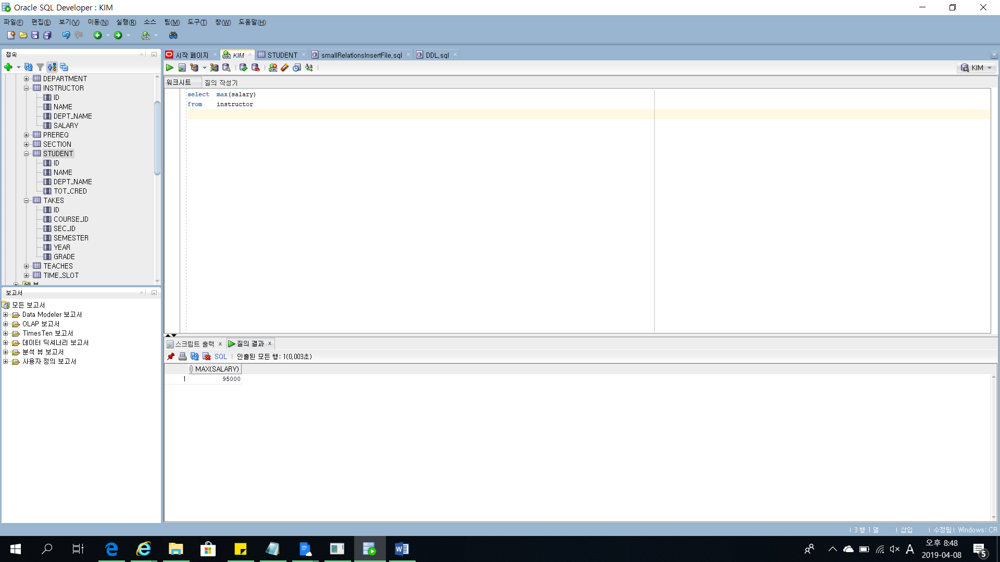 Oracle SQL Developer : KIM
파일(F) 편집(E) 보기(V) 이동(N) 실행(R) 소스 팀(M) 도구(T) 창(W) 도움말(H)
접속
DEPARTMENT
INSTRUCTOR
ID
NAME
DEPT_NAME
SALARY
PREREQ
SECTION
STUDENT
ID
NAME
DEPT_NAME
TOT_CRED
TAKES
ID
COURSE_ID
SEC_ID
SEMESTER
YEAR
GRADE
TEACHES
TIME_SLOT
보고서
모든 보고서
Data Modeler 보고서
OLAP 보고서
TimesTen 보고서
데이터 딕셔너리 보고서
분석 뷰 보고서
사용자 정의 보고서
시작 페이지 KIM STUDENT smallRelationsInsertFile.sql DDL.sql
KIM
워크시트 질의 작성기
select max(salary)
from instructor
스크립트 출력 질의 결과
SQL 인출된 모든 행: 1(0.003초)
MAX(SALARY)
1 95000
3 행 1 열 삽입 수정됨 Windows: CR
A 오후 8:48
2019-04-08
5